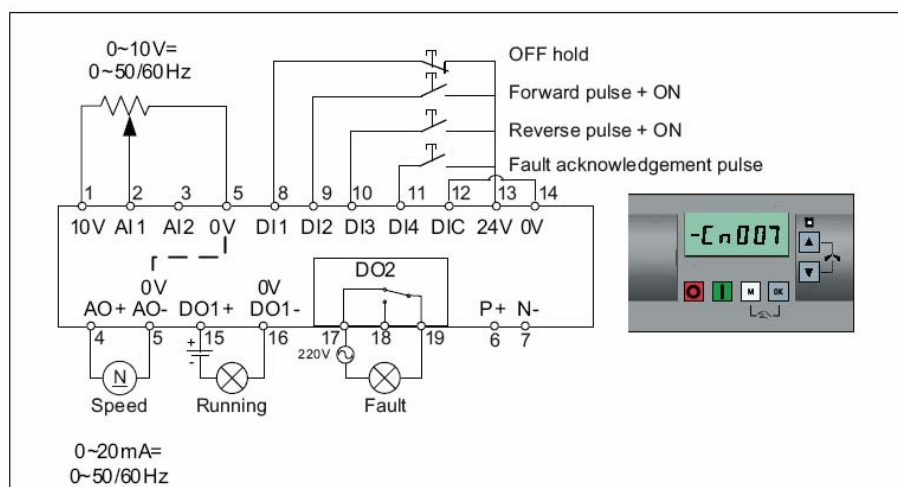 0~10V=
0~50/60Hz
OFF hold
Forward pulse + ON
Reverse pulse + ON
Fault acknowledgement pulse
1 2 3 5 8 9 10 11 12 13 14
10V AI1 AI2 0V DI1 DI2 DI3 DI4 DIC 24V 0V
-Cn007
M OK
DO2
0V 0V
AO+ AO- DO1+ DO1- P+ N-
4 5 15 16 17 18 19 6 7
+
-
220V
N
Speed Running Fault
0~20mA=
0~50/60Hz